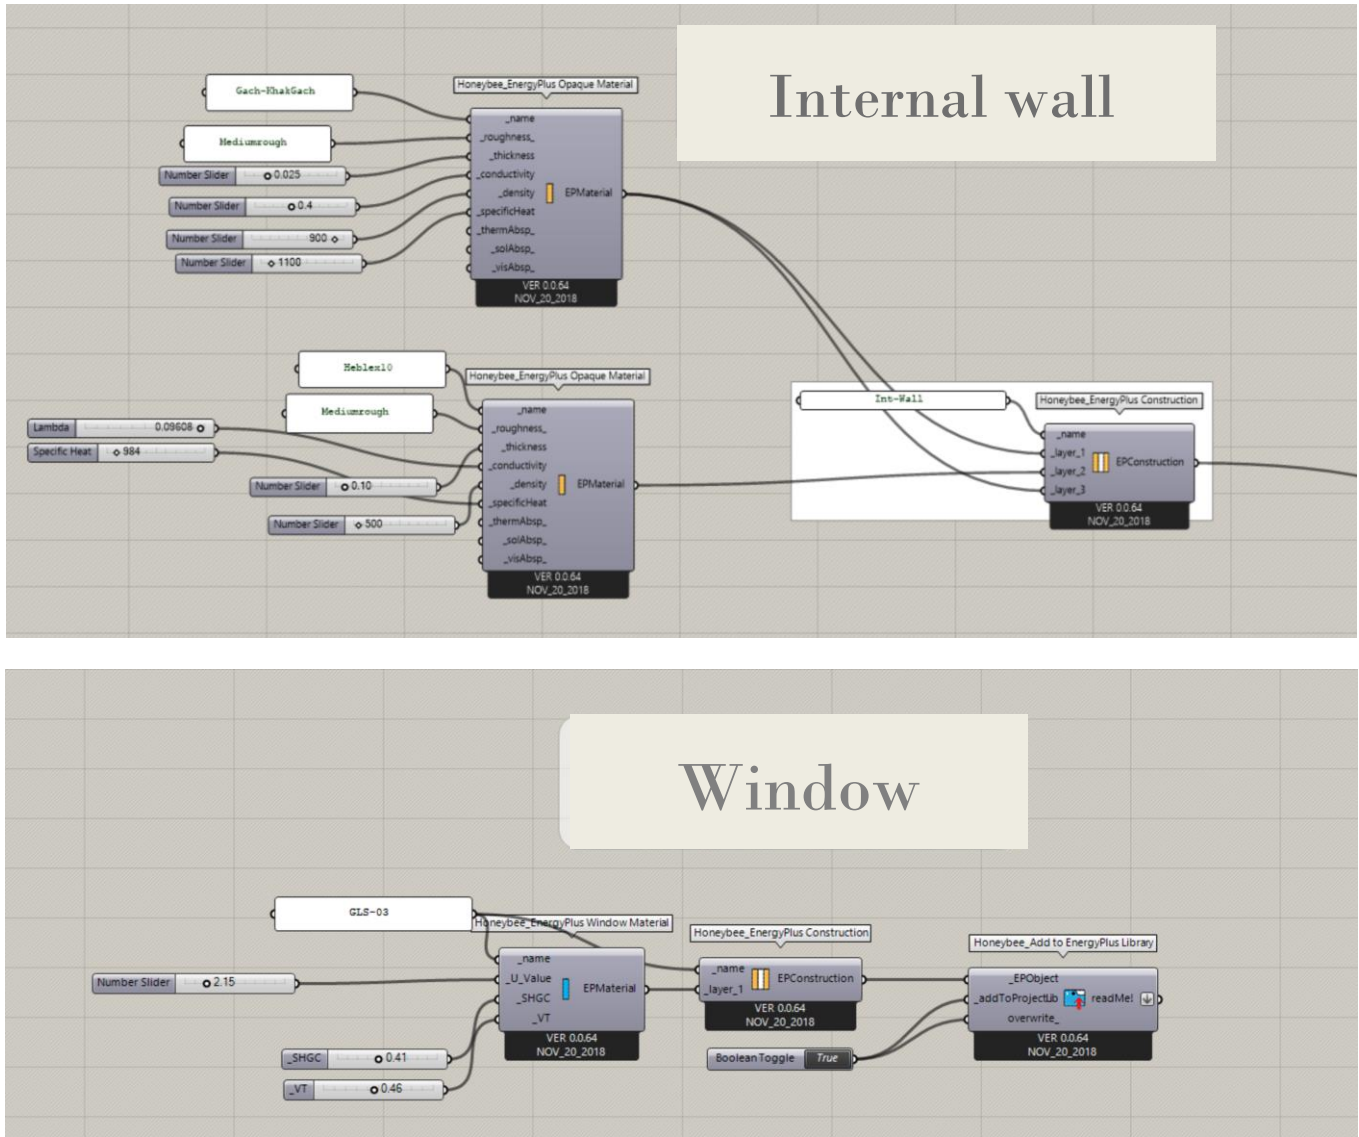 Internal wall
Gach-KhakGach
Honeybee_EnergyPlus Opaque Material
Mediumrough
Number Slider 0.025
Number Slider 0.4
Number Slider 900
Number Slider 1100
_name
_roughness_
_thickness
_conductivity
_density
_specificHeat
_thermAbsp_
_solAbsp_
_visAbsp_
EPMaterial
VER 0.0.64
NOV_20_2018
Heblex10
Honeybee_EnergyPlus Opaque Material
Mediumrough
Lambda 0.09608
Specific Heat 984
Number Slider 0.10
Number Slider 500
_name
_roughness_
_thickness
_conductivity
_density
_specificHeat
_thermAbsp_
_solAbsp_
_visAbsp_
EPMaterial
VER 0.0.64
NOV_20_2018
Int-Wall
Honeybee_EnergyPlus Construction
_name
_layer_1
_layer_2
_layer_3
EPConstruction
VER 0.0.64
NOV_20_2018
Window
GLS-03
Honeybee_EnergyPlus Window Material
Number Slider 2.15
_SHGC 0.41
_VT 0.46
_name
_U_Value
_SHGC
_VT
EPMaterial
VER 0.0.64
NOV_20_2018
Honeybee_EnergyPlus Construction
_name
_layer_1
EPConstruction
VER 0.0.64
NOV_20_2018
Boolean Toggle True
Honeybee_Add to EnergyPlus Library
_EPObject
_addToProjectLib
overwrite_
readMe!
VER 0.0.64
NOV_20_2018